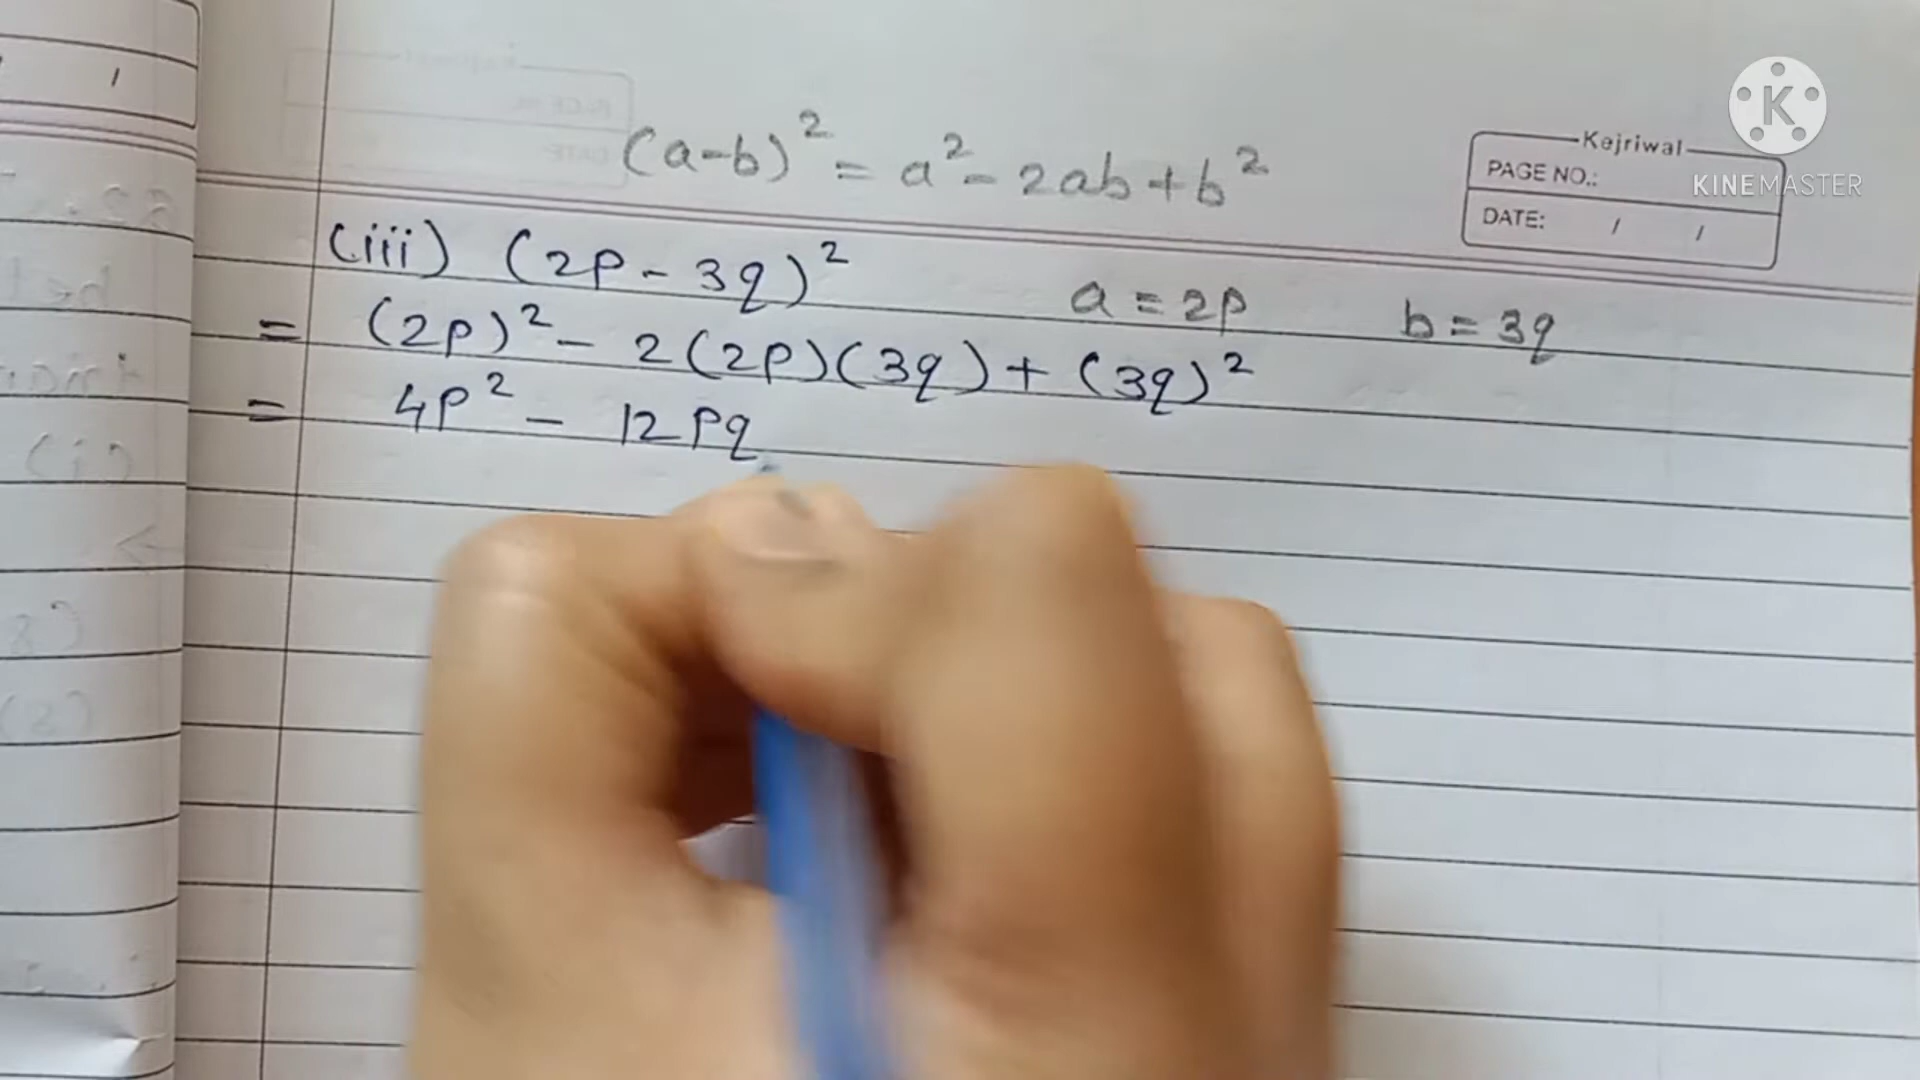 (a-b)² = a² - 2ab + b²
Kejriwal
PAGE NO.:
DATE: / /
KINEMASTER
(iii) (2p - 3q)²
a = 2p b = 3q
= (2p)² - 2(2p)(3q) + (3q)²
= 4p² - 12pq
(i)
(2)